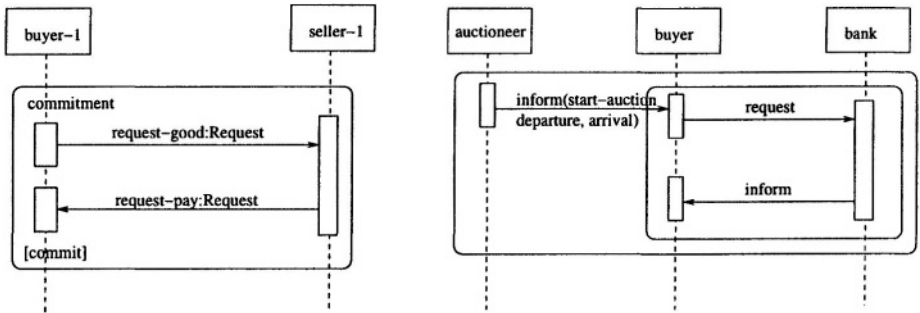 buyer-1
seller-1
commitment
request-good:Request
request-pay:Request
[commit]
auctioneer
buyer
bank
inform(start-auction
departure, arrival)
request
inform